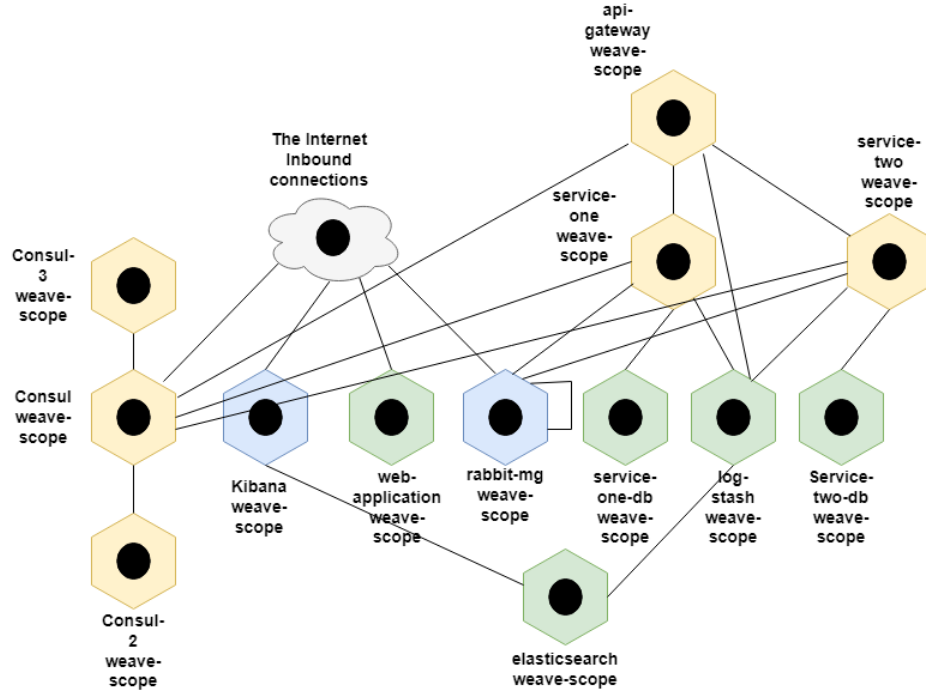 api-
gateway
weave-
scope
The Internet
Inbound
connections
service-
two
weave-
scope
service-
one
weave-
scope
Consul-
3
weave-
scope
Consul
weave-
scope
Kibana
weave-
scope
web-
application
weave-
scope
rabbit-mg
weave-
scope
service-
one-db
weave-
scope
log-
stash
weave-
scope
Service-
two-db
weave-
scope
Consul-
2
weave-
scope
elasticsearch
weave-scope